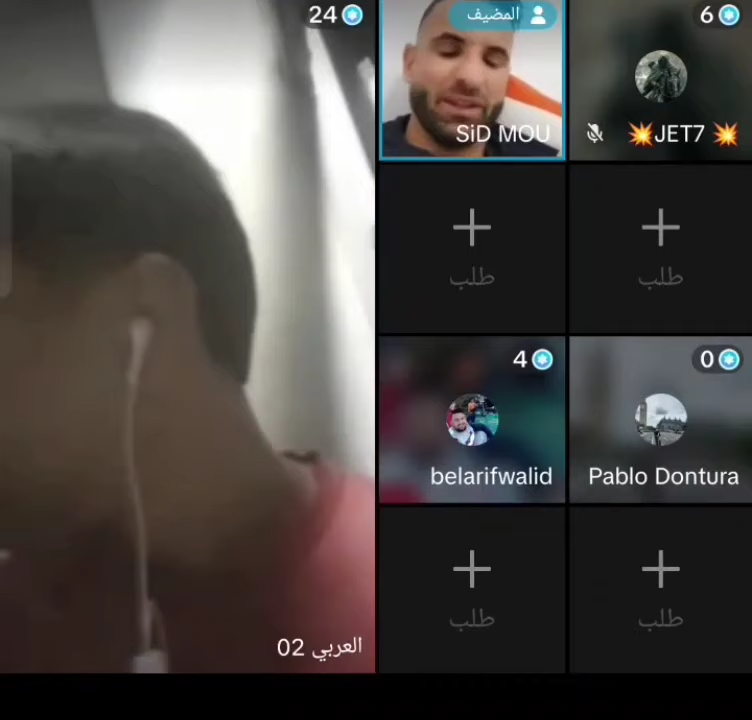 24
العربي 02
المضيف
SiD MOU
6
💥JET7 💥
طلب
طلب
4
belarifwalid
0
Pablo Dontura
طلب
طلب